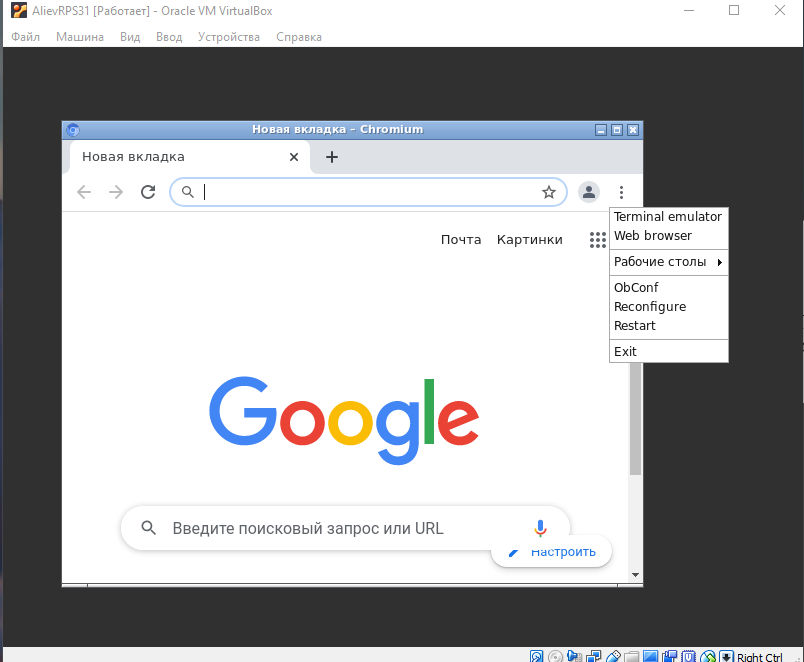 AlievRPS31 [Работает] - Oracle VM VirtualBox
Файл Машина Вид Ввод Устройства Справка
Новая вкладка – Chromium
Новая вкладка
Почта Картинки
Terminal emulator
Web browser
Рабочие столы
ObConf
Reconfigure
Restart
Exit
Google
Введите поисковый запрос или URL
Настроить
Right Ctrl